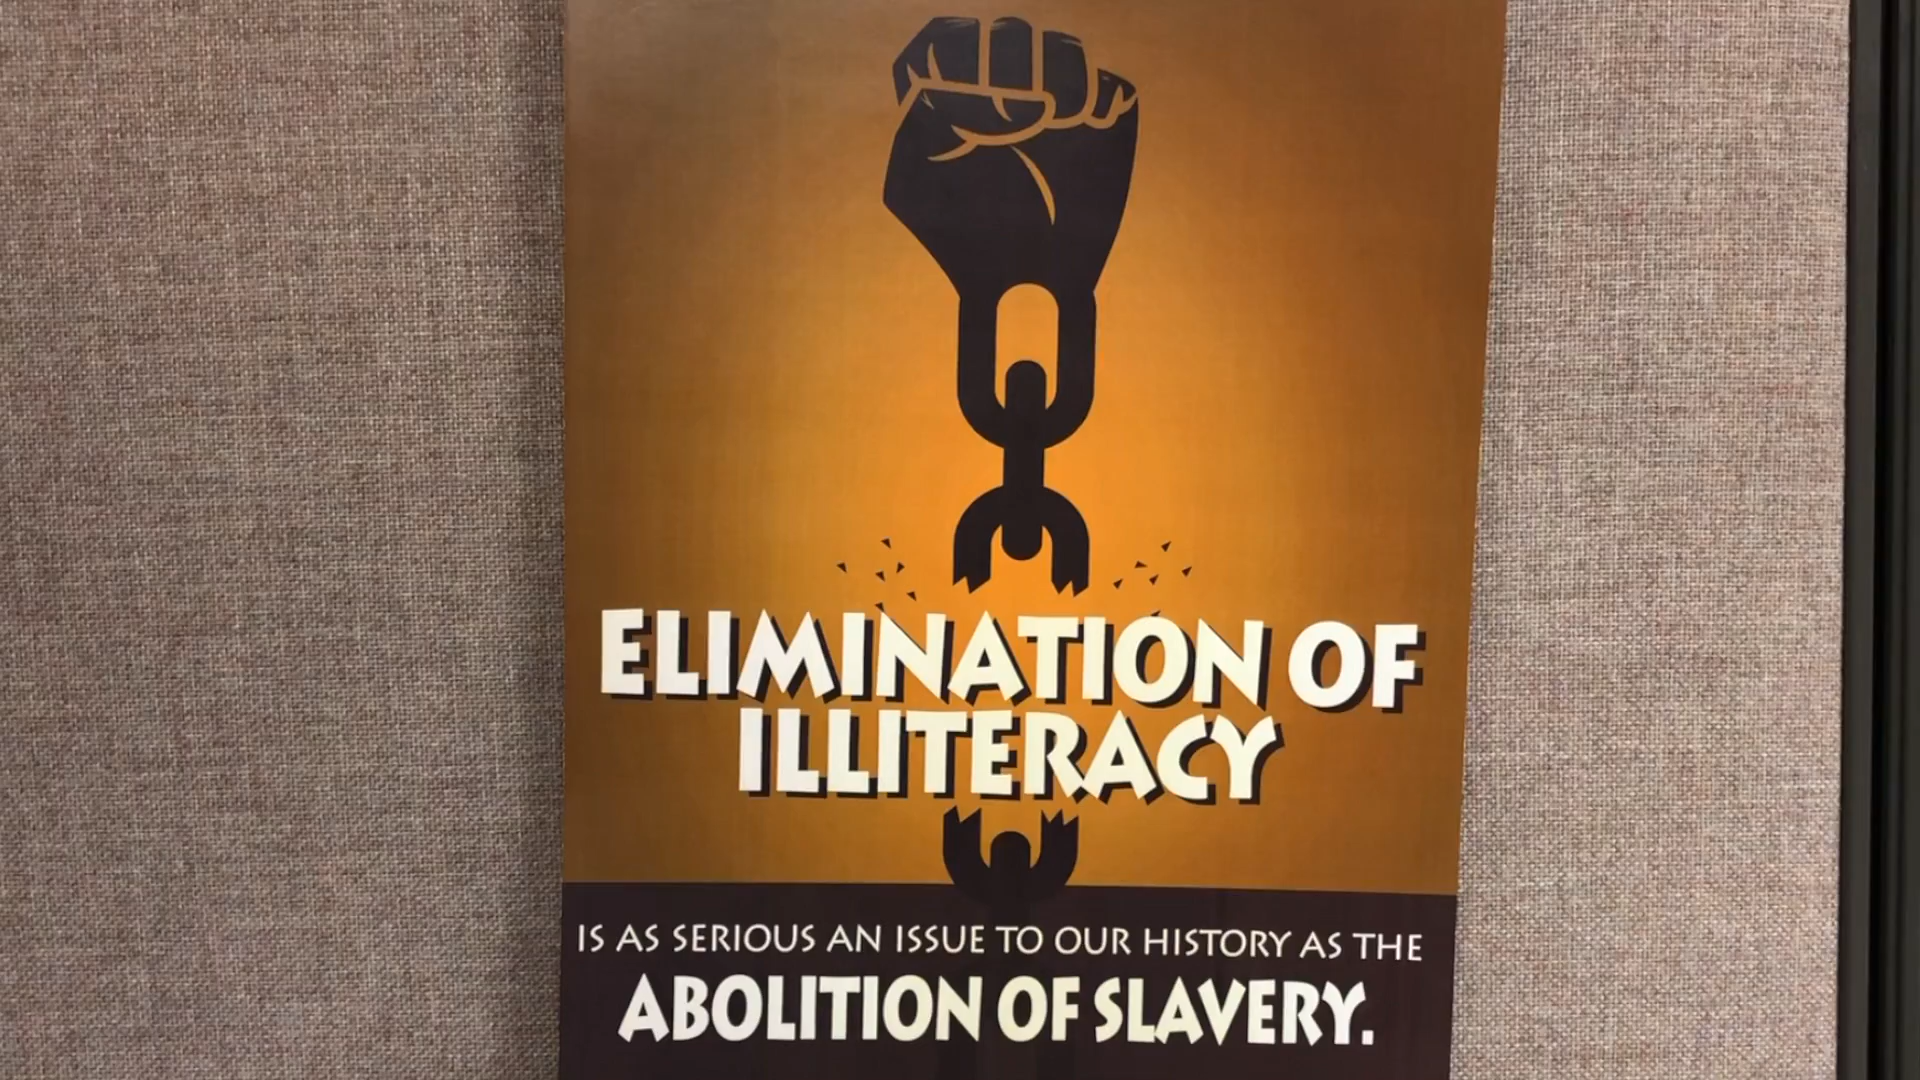 ELIMINATION OF
ILLITERACY
IS AS SERIOUS AN ISSUE TO OUR HISTORY AS THE
ABOLITION OF SLAVERY.